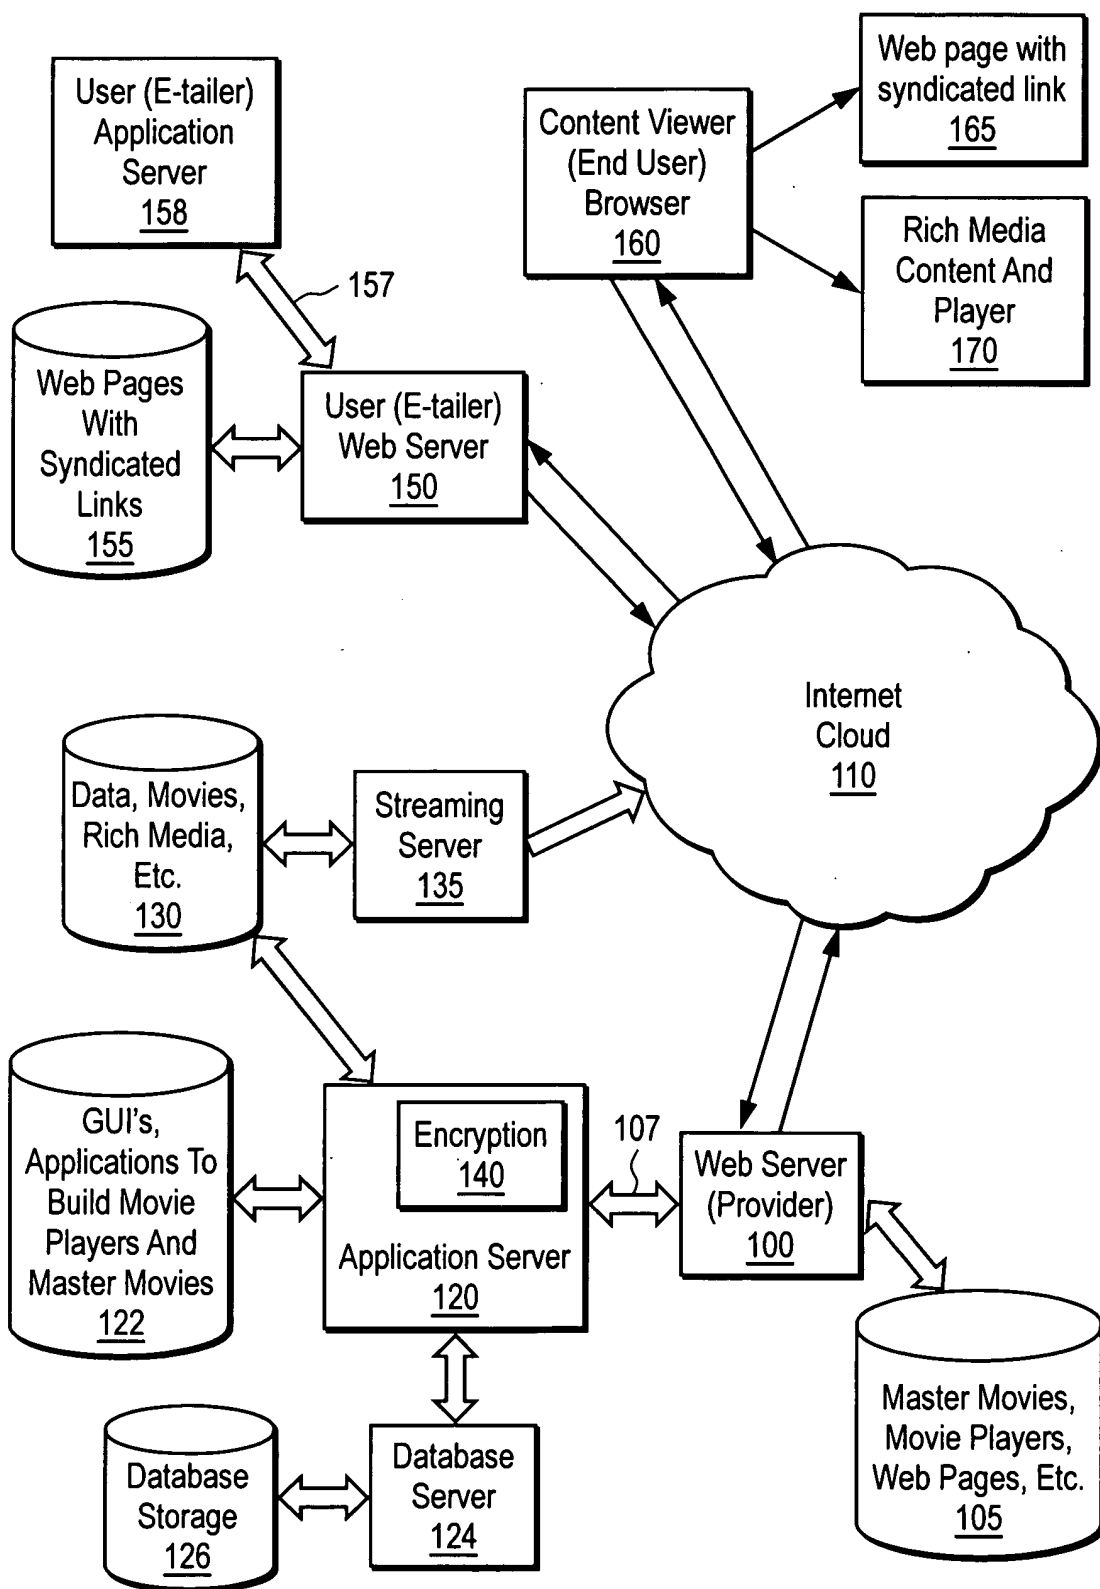 User (E-tailer)
Application
Server
158
Content Viewer
(End User)
Browser
160
Web page with
syndicated link
165
Rich Media
Content And
Player
170
157
Web Pages
With
Syndicated
Links
155
User (E-tailer)
Web Server
150
Internet
Cloud
110
Data, Movies,
Rich Media,
Etc.
130
Streaming
Server
135
GUI's,
Applications To
Build Movie
Players And
Master Movies
122
Encryption
140
Application Server
120
107
Web Server
(Provider)
100
Master Movies,
Movie Players,
Web Pages, Etc.
105
Database
Storage
126
Database
Server
124